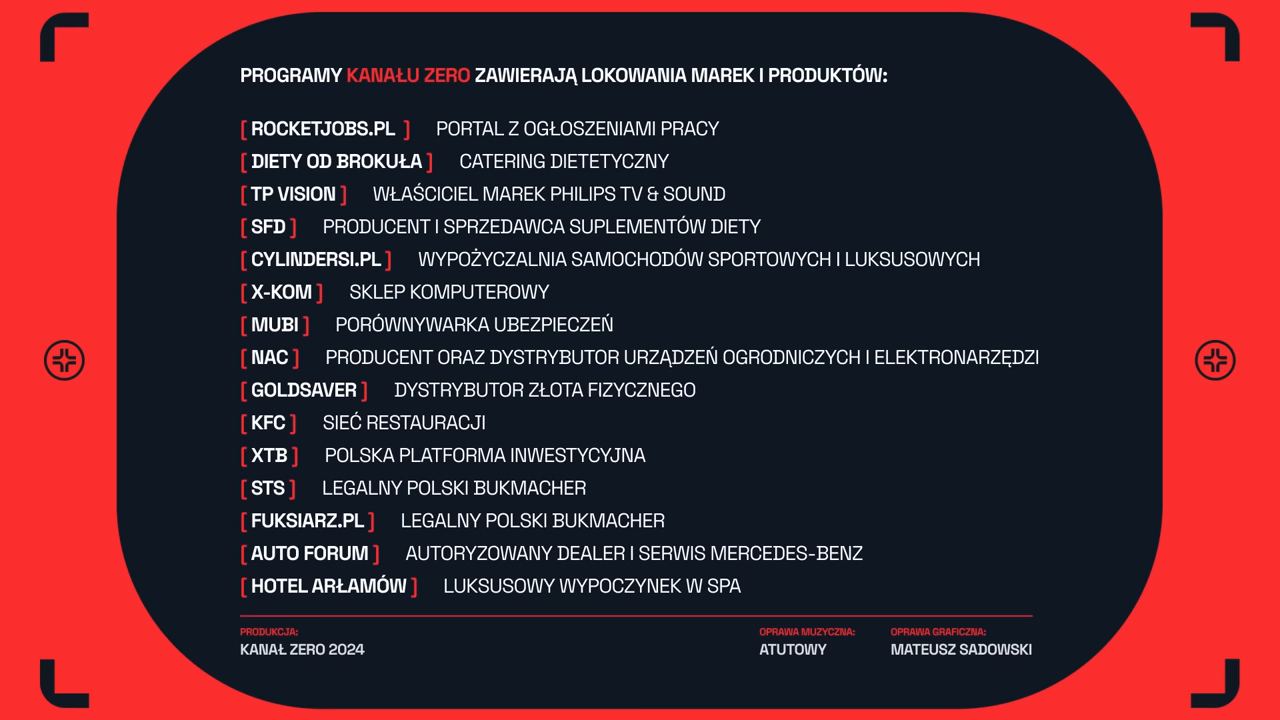 PROGRAMY KANAŁU ZERO ZAWIERAJĄ LOKOWANIA MAREK I PRODUKTÓW:
[ ROCKETJOBS.PL ] PORTAL Z OGŁOSZENIAMI PRACY
[ DIETY OD BROKUŁA ] CATERING DIETETYCZNY
[ TP VISION ] WŁAŚCICIEL MAREK PHILIPS TV & SOUND
[ SFD ] PRODUCENT I SPRZEDAWCA SUPLEMENTÓW DIETY
[ CYLINDERSI.PL ] WYPOŻYCZALNIA SAMOCHODÓW SPORTOWYCH I LUKSUSOWYCH
[ X-KOM ] SKLEP KOMPUTEROWY
[ MUBI ] PORÓWNYWARKA UBEZPIECZEŃ
[ NAC ] PRODUCENT ORAZ DYSTRYBUTOR URZĄDZEŃ OGRODNICZYCH I ELEKTRONARZĘDZI
[ GOLDSAVER ] DYSTRYBUTOR ZŁOTA FIZYCZNEGO
[ KFC ] SIEĆ RESTAURACJI
[ XTB ] POLSKA PLATFORMA INWESTYCYJNA
[ STS ] LEGALNY POLSKI BUKMACHER
[ FUKSIARZ.PL ] LEGALNY POLSKI BUKMACHER
[ AUTO FORUM ] AUTORYZOWANY DEALER I SERWIS MERCEDES-BENZ
[ HOTEL ARŁAMÓW ] LUKSUSOWY WYPOCZYNEK W SPA
PRODUKCJA: OPRAWA MUZYCZNA: OPRAWA GRAFICZNA:
KANAŁ ZERO 2024 ATUTOWY MATEUSZ SADOWSKI